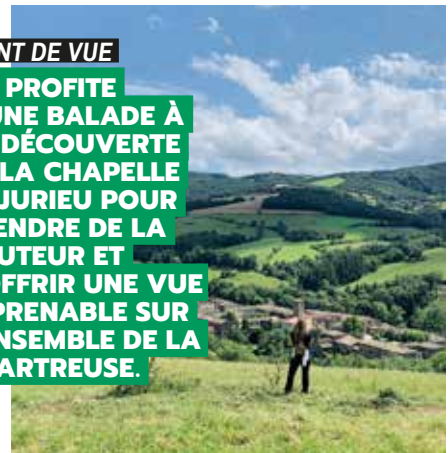 NT DE VUE
PROFITE
UNE BALADE À
DÉCOUVERTE
LA CHAPELLE
JURIEU POUR
ENDRE DE LA
UTEUR ET
OFFRIR UNE VUE
PRENABLE SUR
NSEMBLE DE LA
ARTREUSE.